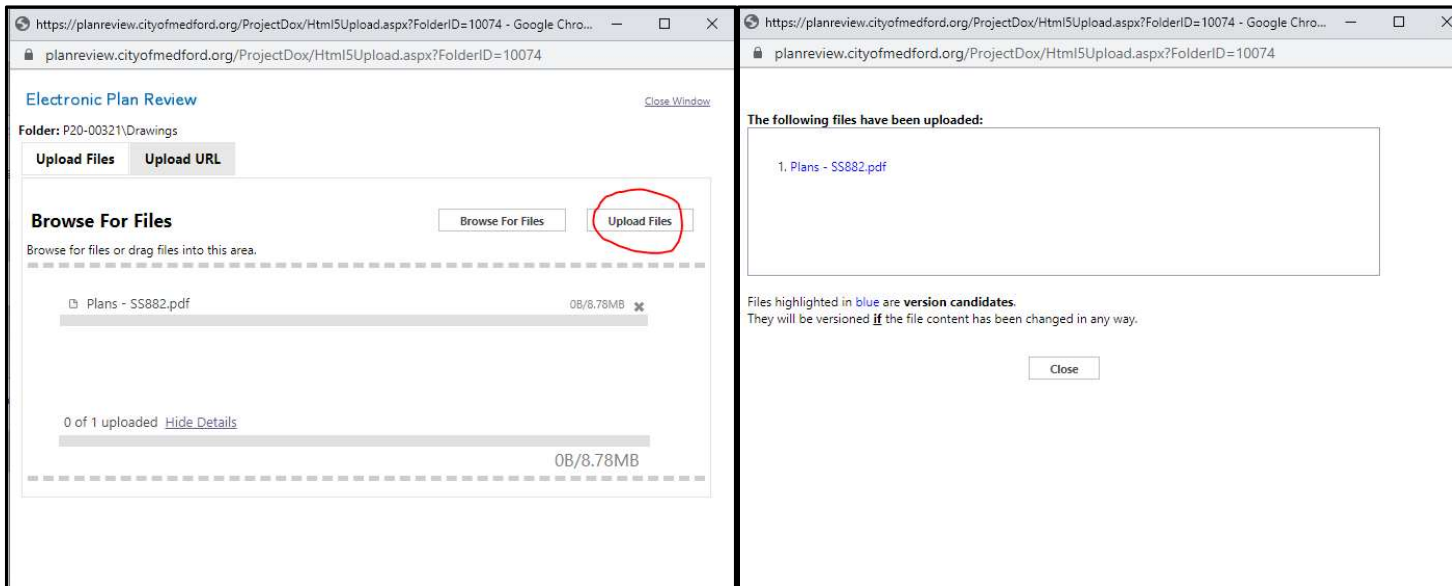 https://planreview.cityofmedford.org/ProjectDox/Html5Upload.aspx?FolderID=10074 - Google Chro...
planreview.cityofmedford.org/ProjectDox/Html5Upload.aspx?FolderID=10074
Electronic Plan Review
Close Window
Folder: P20-00321\Drawings
Upload Files Upload URL
Browse For Files
Browse For Files
Upload Files
Browse for files or drag files into this area.
Plans - SS882.pdf 0B/8.78MB
0 of 1 uploaded Hide Details
0B/8.78MB
https://planreview.cityofmedford.org/ProjectDox/Html5Upload.aspx?FolderID=10074 - Google Chro...
planreview.cityofmedford.org/ProjectDox/Html5Upload.aspx?FolderID=10074
The following files have been uploaded:
1. Plans - SS882.pdf
Files highlighted in blue are version candidates.
They will be versioned if the file content has been changed in any way.
Close